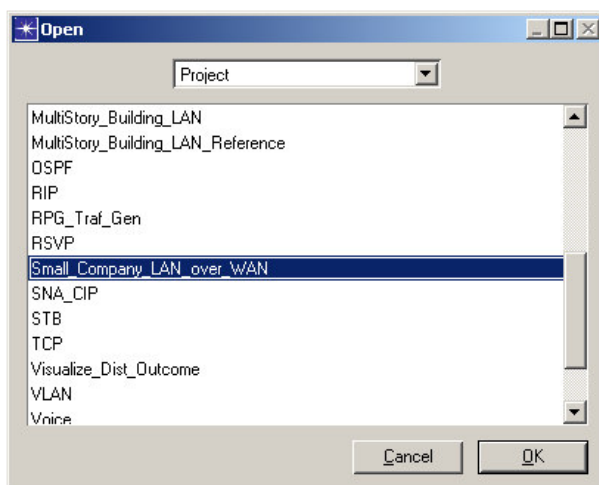 Open
Project
MultiStory_Building_LAN
MultiStory_Building_LAN_Reference
OSPF
RIP
RPG_Traf_Gen
RSVP
Small_Company_LAN_over_WAN
SNA_CIP
STB
TCP
Visualize_Dist_Outcome
VLAN
Voice
Cancel OK